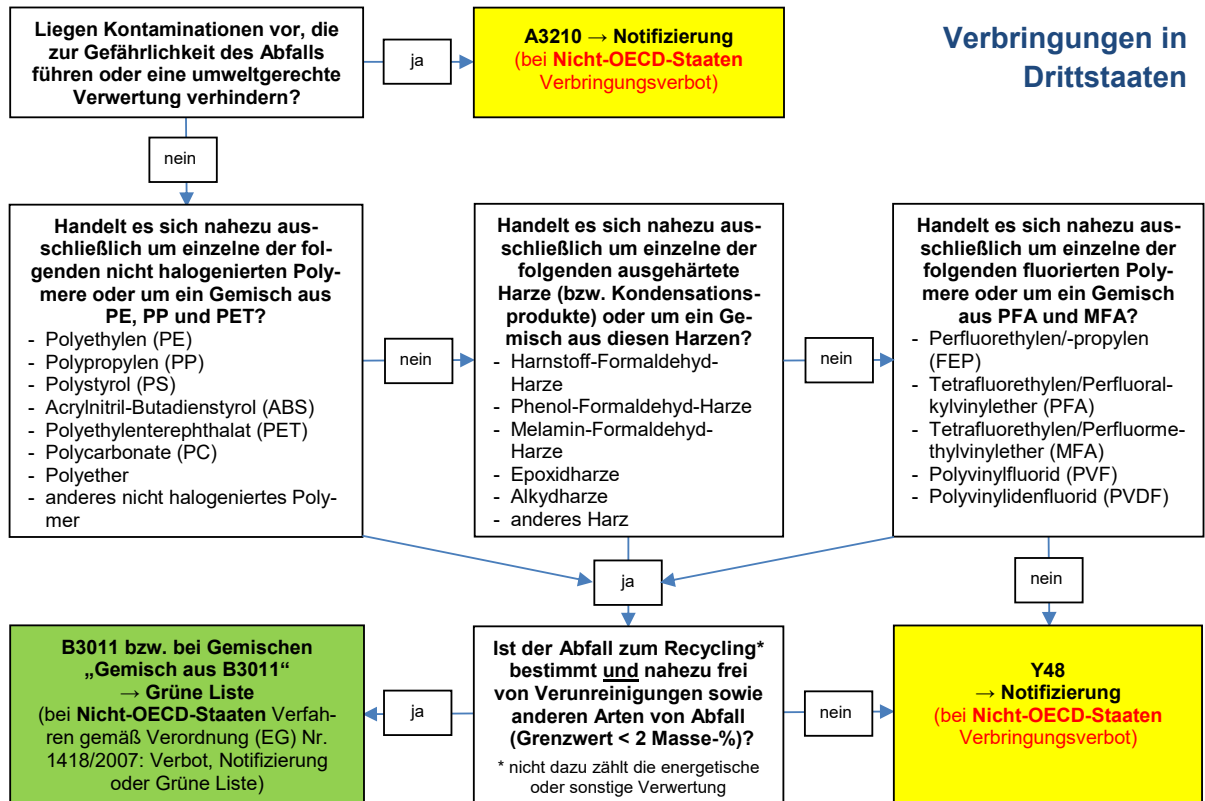 Liegen Kontaminationen vor, die
zur Gefährlichkeit des Abfalls
führen oder eine umweltgerechte
Verwertung verhindern?
ja
A3210 → Notifizierung
(bei Nicht-OECD-Staaten
Verbringungsverbot)
Verbringungen in
Drittstaaten
nein
Handelt es sich nahezu aus-
schließlich um einzelne der fol-
genden nicht halogenierten Poly-
mere oder um ein Gemisch aus
PE, PP und PET?
- Polyethylen (PE)
- Polypropylen (PP)
- Polystyrol (PS)
- Acrylnitril-Butadienstyrol (ABS)
- Polyethylenterephthalat (PET)
- Polycarbonate (PC)
- Polyether
- anderes nicht halogeniertes Poly-
mer
nein
Handelt es sich nahezu aus-
schließlich um einzelne der
folgenden ausgehärtete
Harze (bzw. Kondensations-
produkte) oder um ein Ge-
misch aus diesen Harzen?
- Harnstoff-Formaldehyd-
Harze
- Phenol-Formaldehyd-Harze
- Melamin-Formaldehyd-
Harze
- Epoxidharze
- Alkydharze
- anderes Harz
nein
Handelt es sich nahezu aus-
schließlich um einzelne der
folgenden fluorierten Poly-
mere oder um ein Gemisch
aus PFA und MFA?
- Perfluorethylen/-propylen
(FEP)
- Tetrafluorethylen/Perfluoral-
kylvinylether (PFA)
- Tetrafluorethylen/Perfluorme-
thylvinylether (MFA)
- Polyvinylfluorid (PVF)
- Polyvinylidenfluorid (PVDF)
ja
nein
B3011 bzw. bei Gemischen
„Gemisch aus B3011“
→ Grüne Liste
(bei Nicht-OECD-Staaten Verfah-
ren gemäß Verordnung (EG) Nr.
1418/2007: Verbot, Notifizierung
oder Grüne Liste)
ja
Ist der Abfall zum Recycling*
bestimmt und nahezu frei
von Verunreinigungen sowie
anderen Arten von Abfall
(Grenzwert < 2 Masse-%)?
* nicht dazu zählt die energetische
oder sonstige Verwertung
nein
Y48
→ Notifizierung
(bei Nicht-OECD-Staaten
Verbringungsverbot)